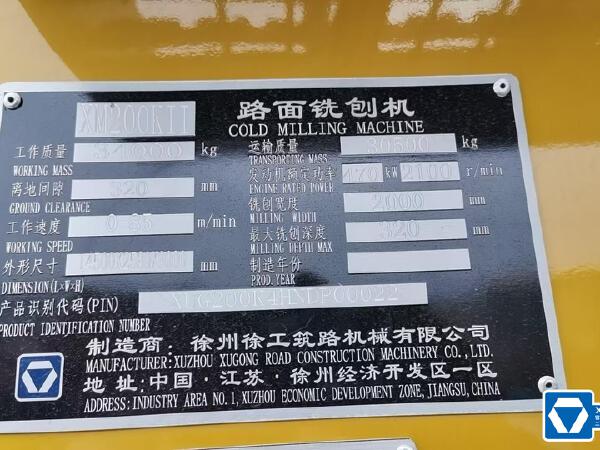 XM200KII 路面铣刨机
COLD MILLING MACHINE
工作质量 34000 kg 运输质量 30500 kg
WORKING MASS TRANSPORTING MASS
离地间隙 320 mm 发动机额定功率 470 kW 2100 r/min
GROUND CLEARANCE ENGINE RATED POWER
工作速度 0-85 m/min 铣刨宽度 2000 mm
WORKING SPEED MILLING WIDTH
外形尺寸 mm 最大铣刨深度 320 mm
DIMENSION(L×W×H) MILLING DEPTH MAX
制造年份
PROD.YEAR
产品识别代码(PIN)
PRODUCT IDENTIFICATION NUMBER
制造商：徐州徐工筑路机械有限公司
MANUFACTURER:XUZHOU XUGONG ROAD CONSTRUCTION MACHINERY CO.,LTD.
地 址:中国·江苏·徐州经济开发区一区
ADDRESS:INDUSTRY AREA NO.1,XUZHOU ECONOMIC DEVELOPMENT ZONE,JIANGSU,CHINA